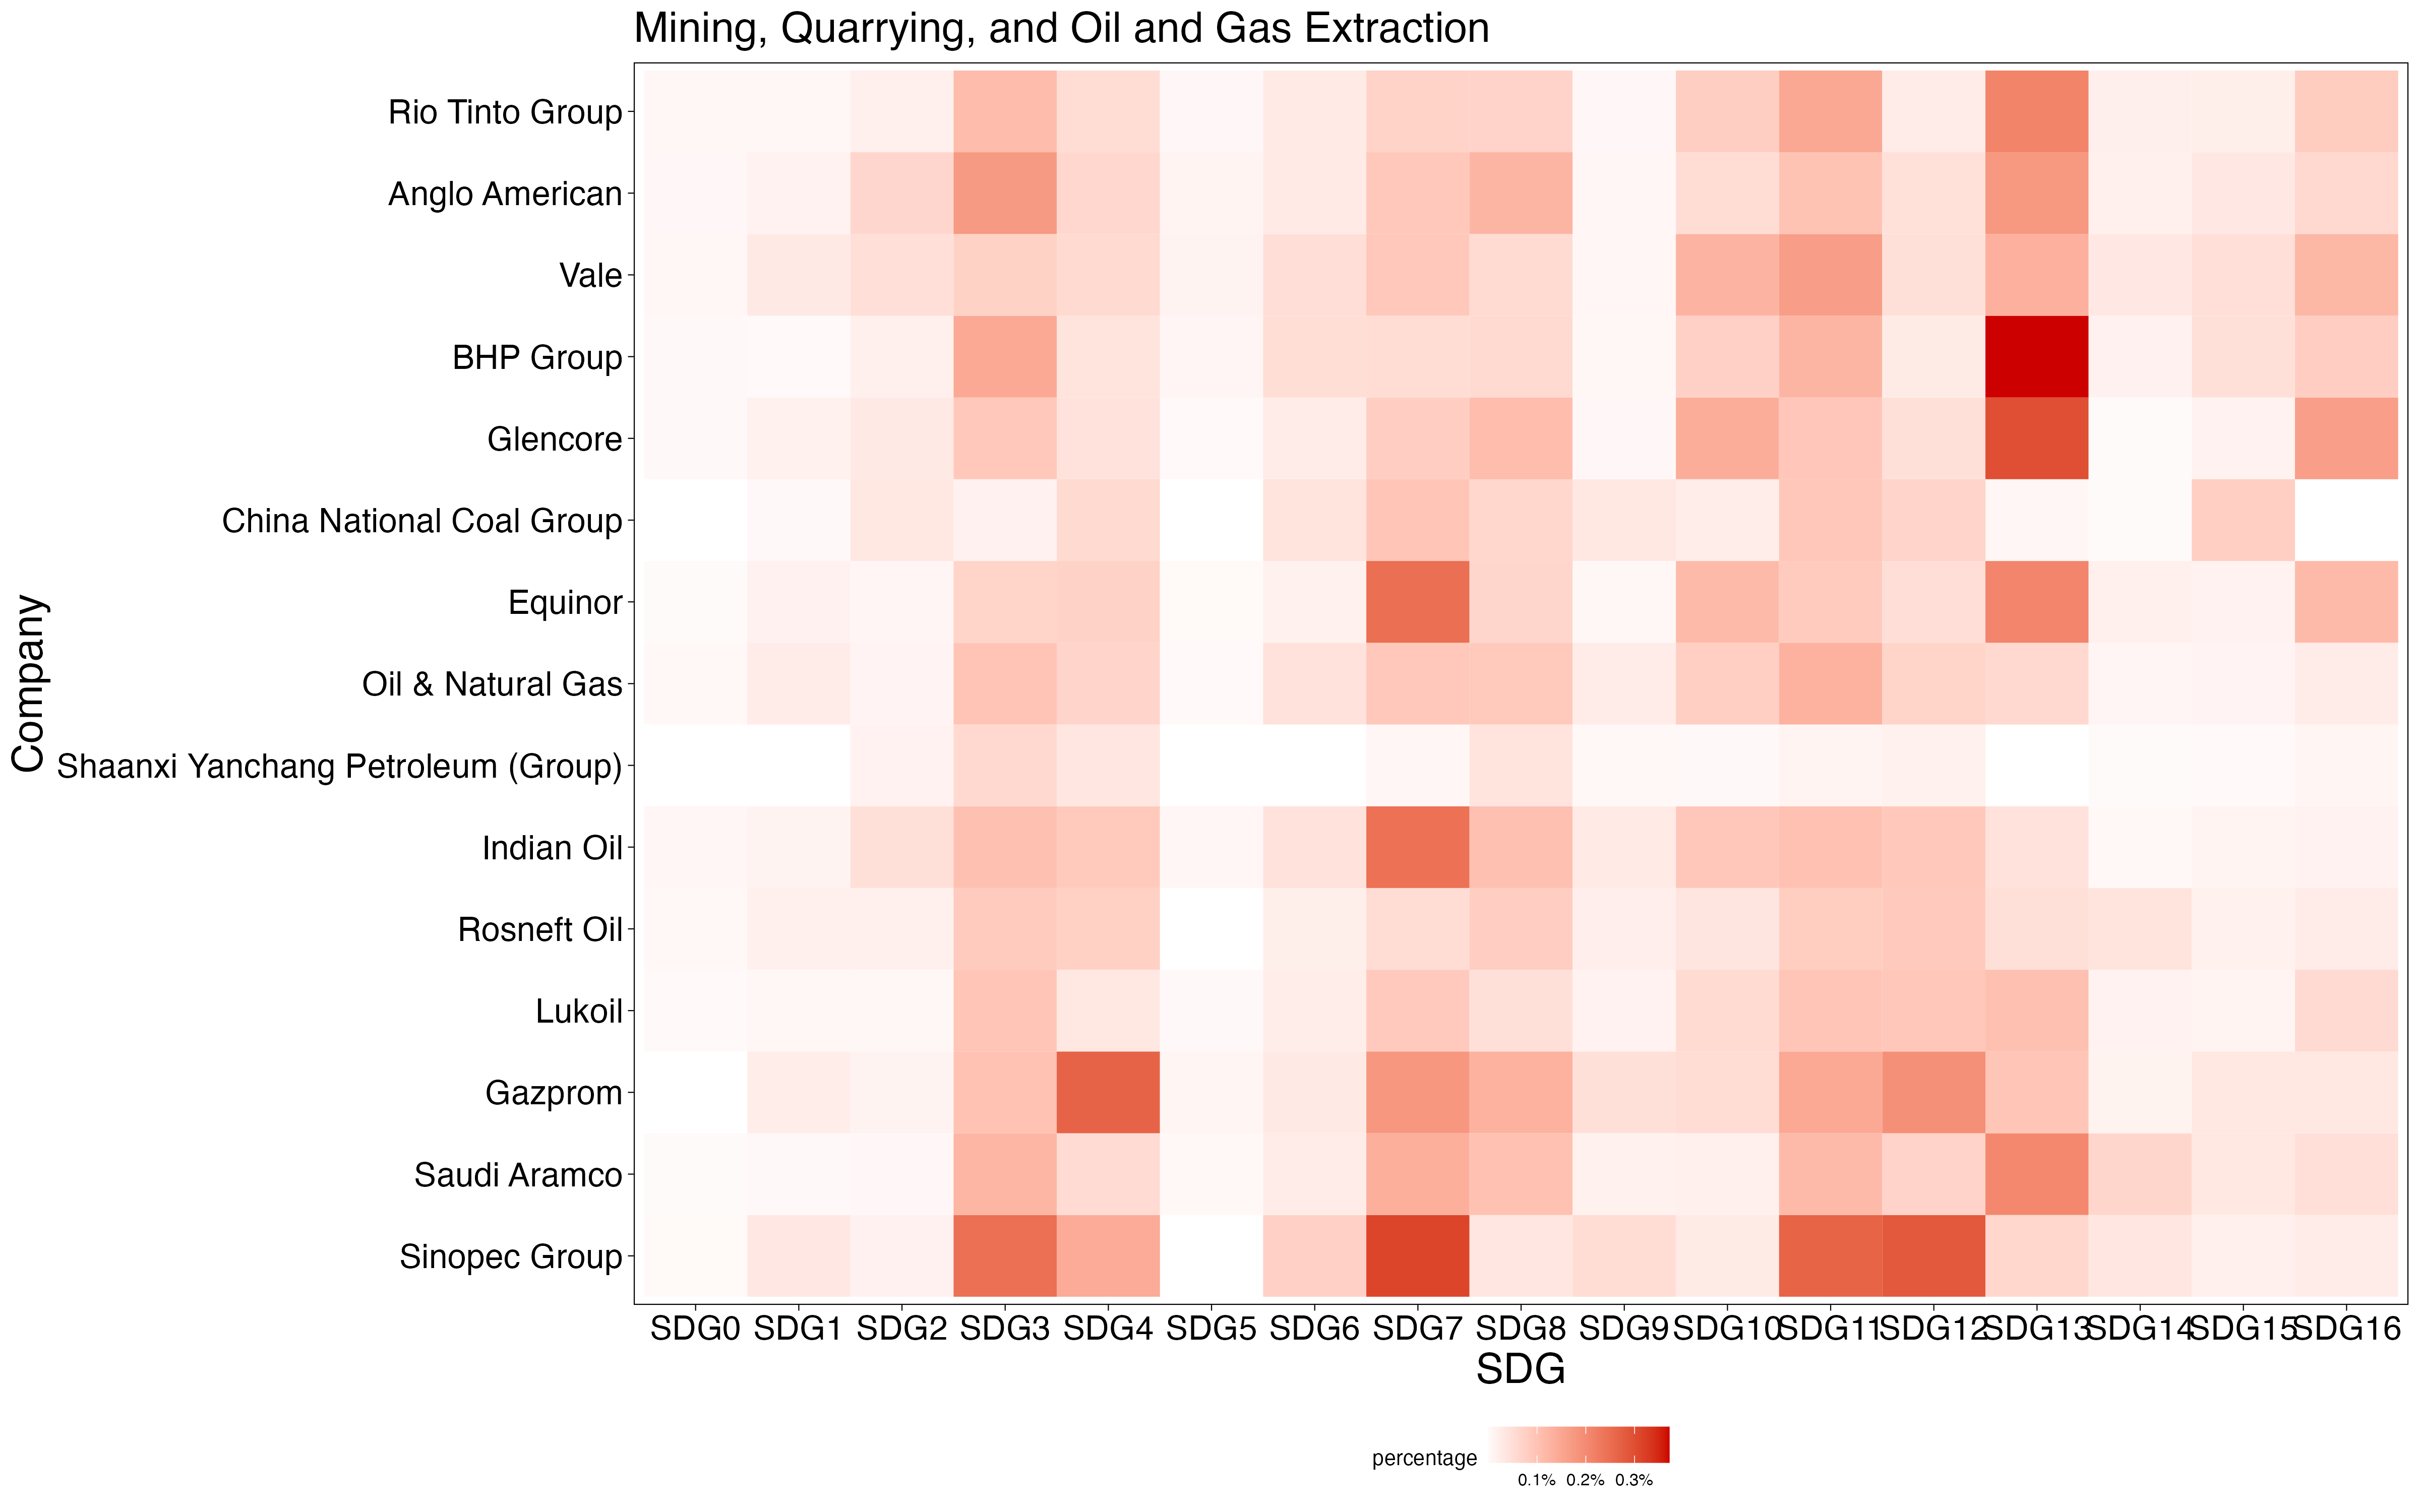 Mining, Quarrying, and Oil and Gas Extraction
Company
Rio Tinto Group
Anglo American
Vale
BHP Group
Glencore
China National Coal Group
Equinor
Oil & Natural Gas
Shaanxi Yanchang Petroleum (Group)
Indian Oil
Rosneft Oil
Lukoil
Gazprom
Saudi Aramco
Sinopec Group
SDG0 SDG1 SDG2 SDG3 SDG4 SDG5 SDG6 SDG7 SDG8 SDG9 SDG10 SDG11 SDG12 SDG13 SDG14 SDG15 SDG16
SDG
percentage
0.1% 0.2% 0.3%